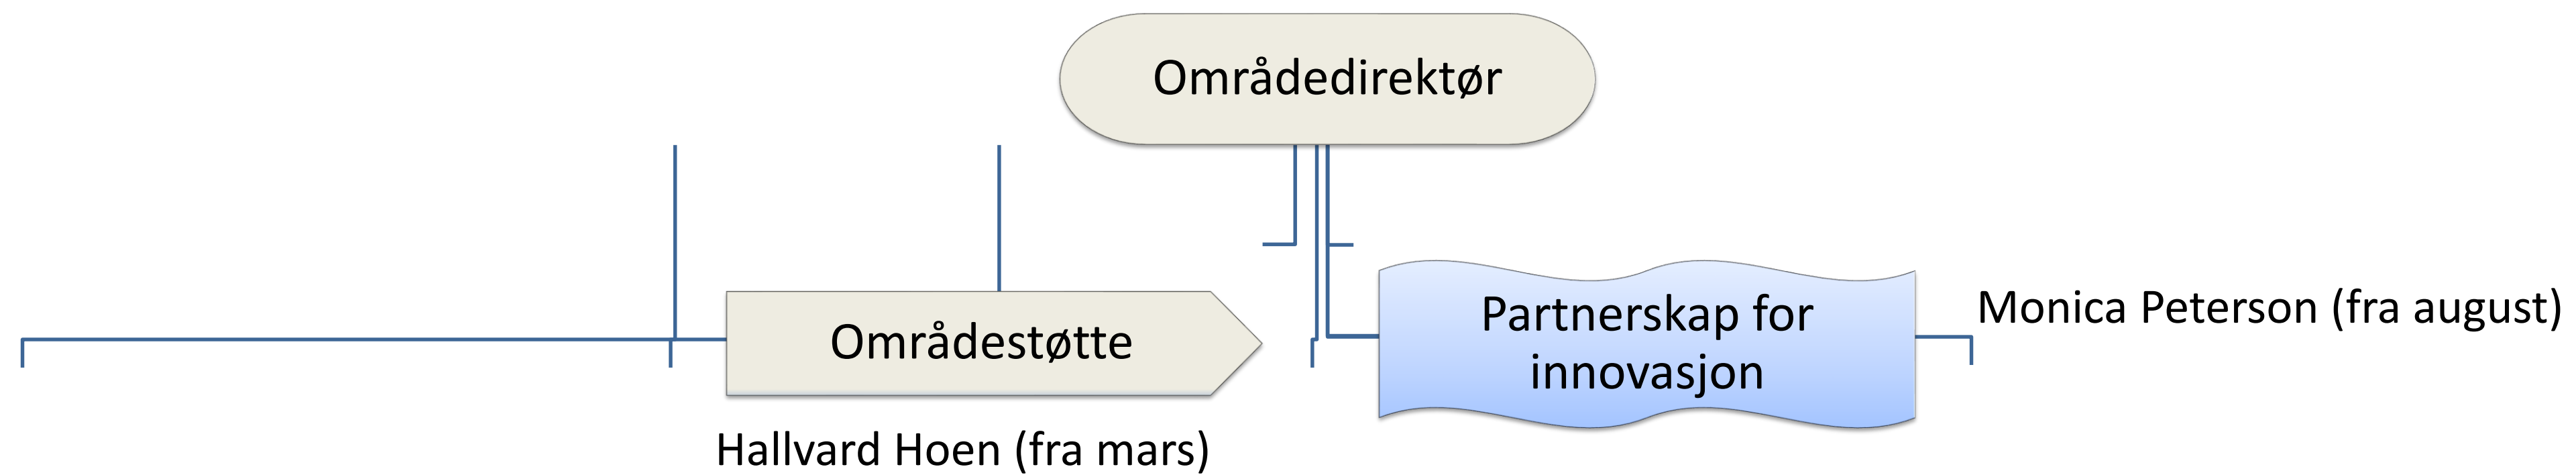 Områdedirektør
Områdestøtte
Partnerskap for
innovasjon
Monica Peterson (fra august)
Hallvard Hoen (fra mars)